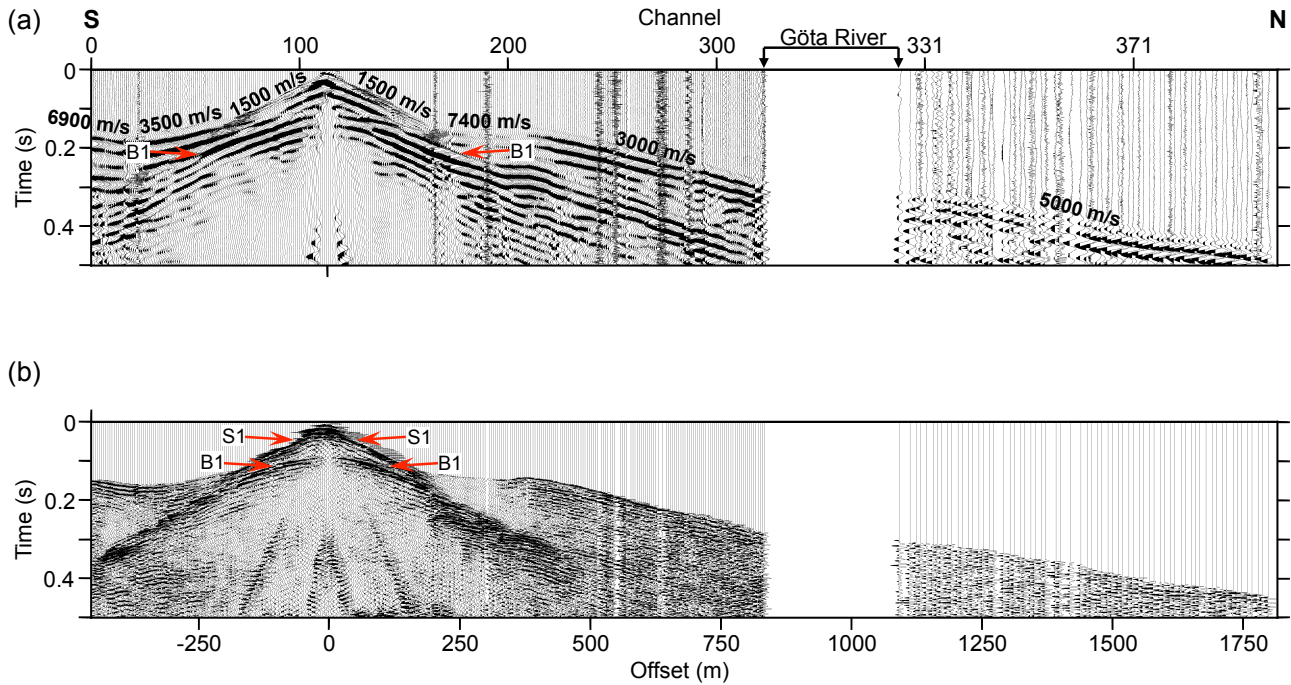 (a) S Channel N
0 100 200 300 Göta River 331 371
0
0.2
0.4
Time (s)
6900 m/s 3500 m/s 1500 m/s 1500 m/s 7400 m/s 3000 m/s 5000 m/s
B1 B1
(b)
0
0.2
0.4
Time (s)
S1 S1
B1 B1
-250 0 250 500 750 1000 1250 1500 1750
Offset (m)